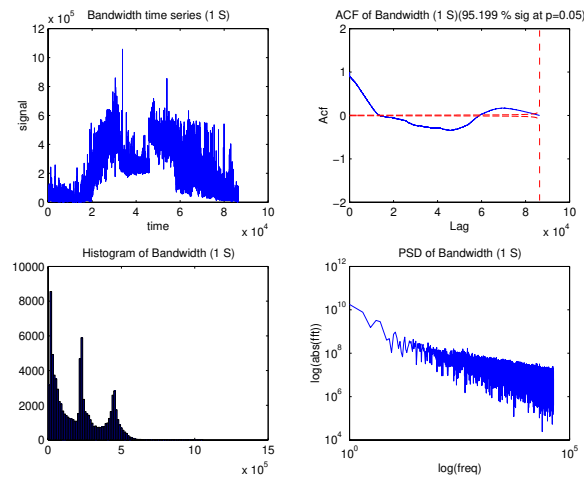 Bandwidth time series (1 S)
x 10^5
12
10
8
6
4
2
0
signal
0 2 4 6 8 10
time
x 10^4
ACF of Bandwidth (1 S)(95.199 % sig at p=0.05)
2
1
0
−1
−2
Acf
0 2 4 6 8 10
Lag
x 10^4
Histogram of Bandwidth (1 S)
10000
8000
6000
4000
2000
0
0 5 10 15
x 10^5
PSD of Bandwidth (1 S)
10^12
10^10
10^8
10^6
10^4
log(abs(fft))
10^0 10^5
log(freq)